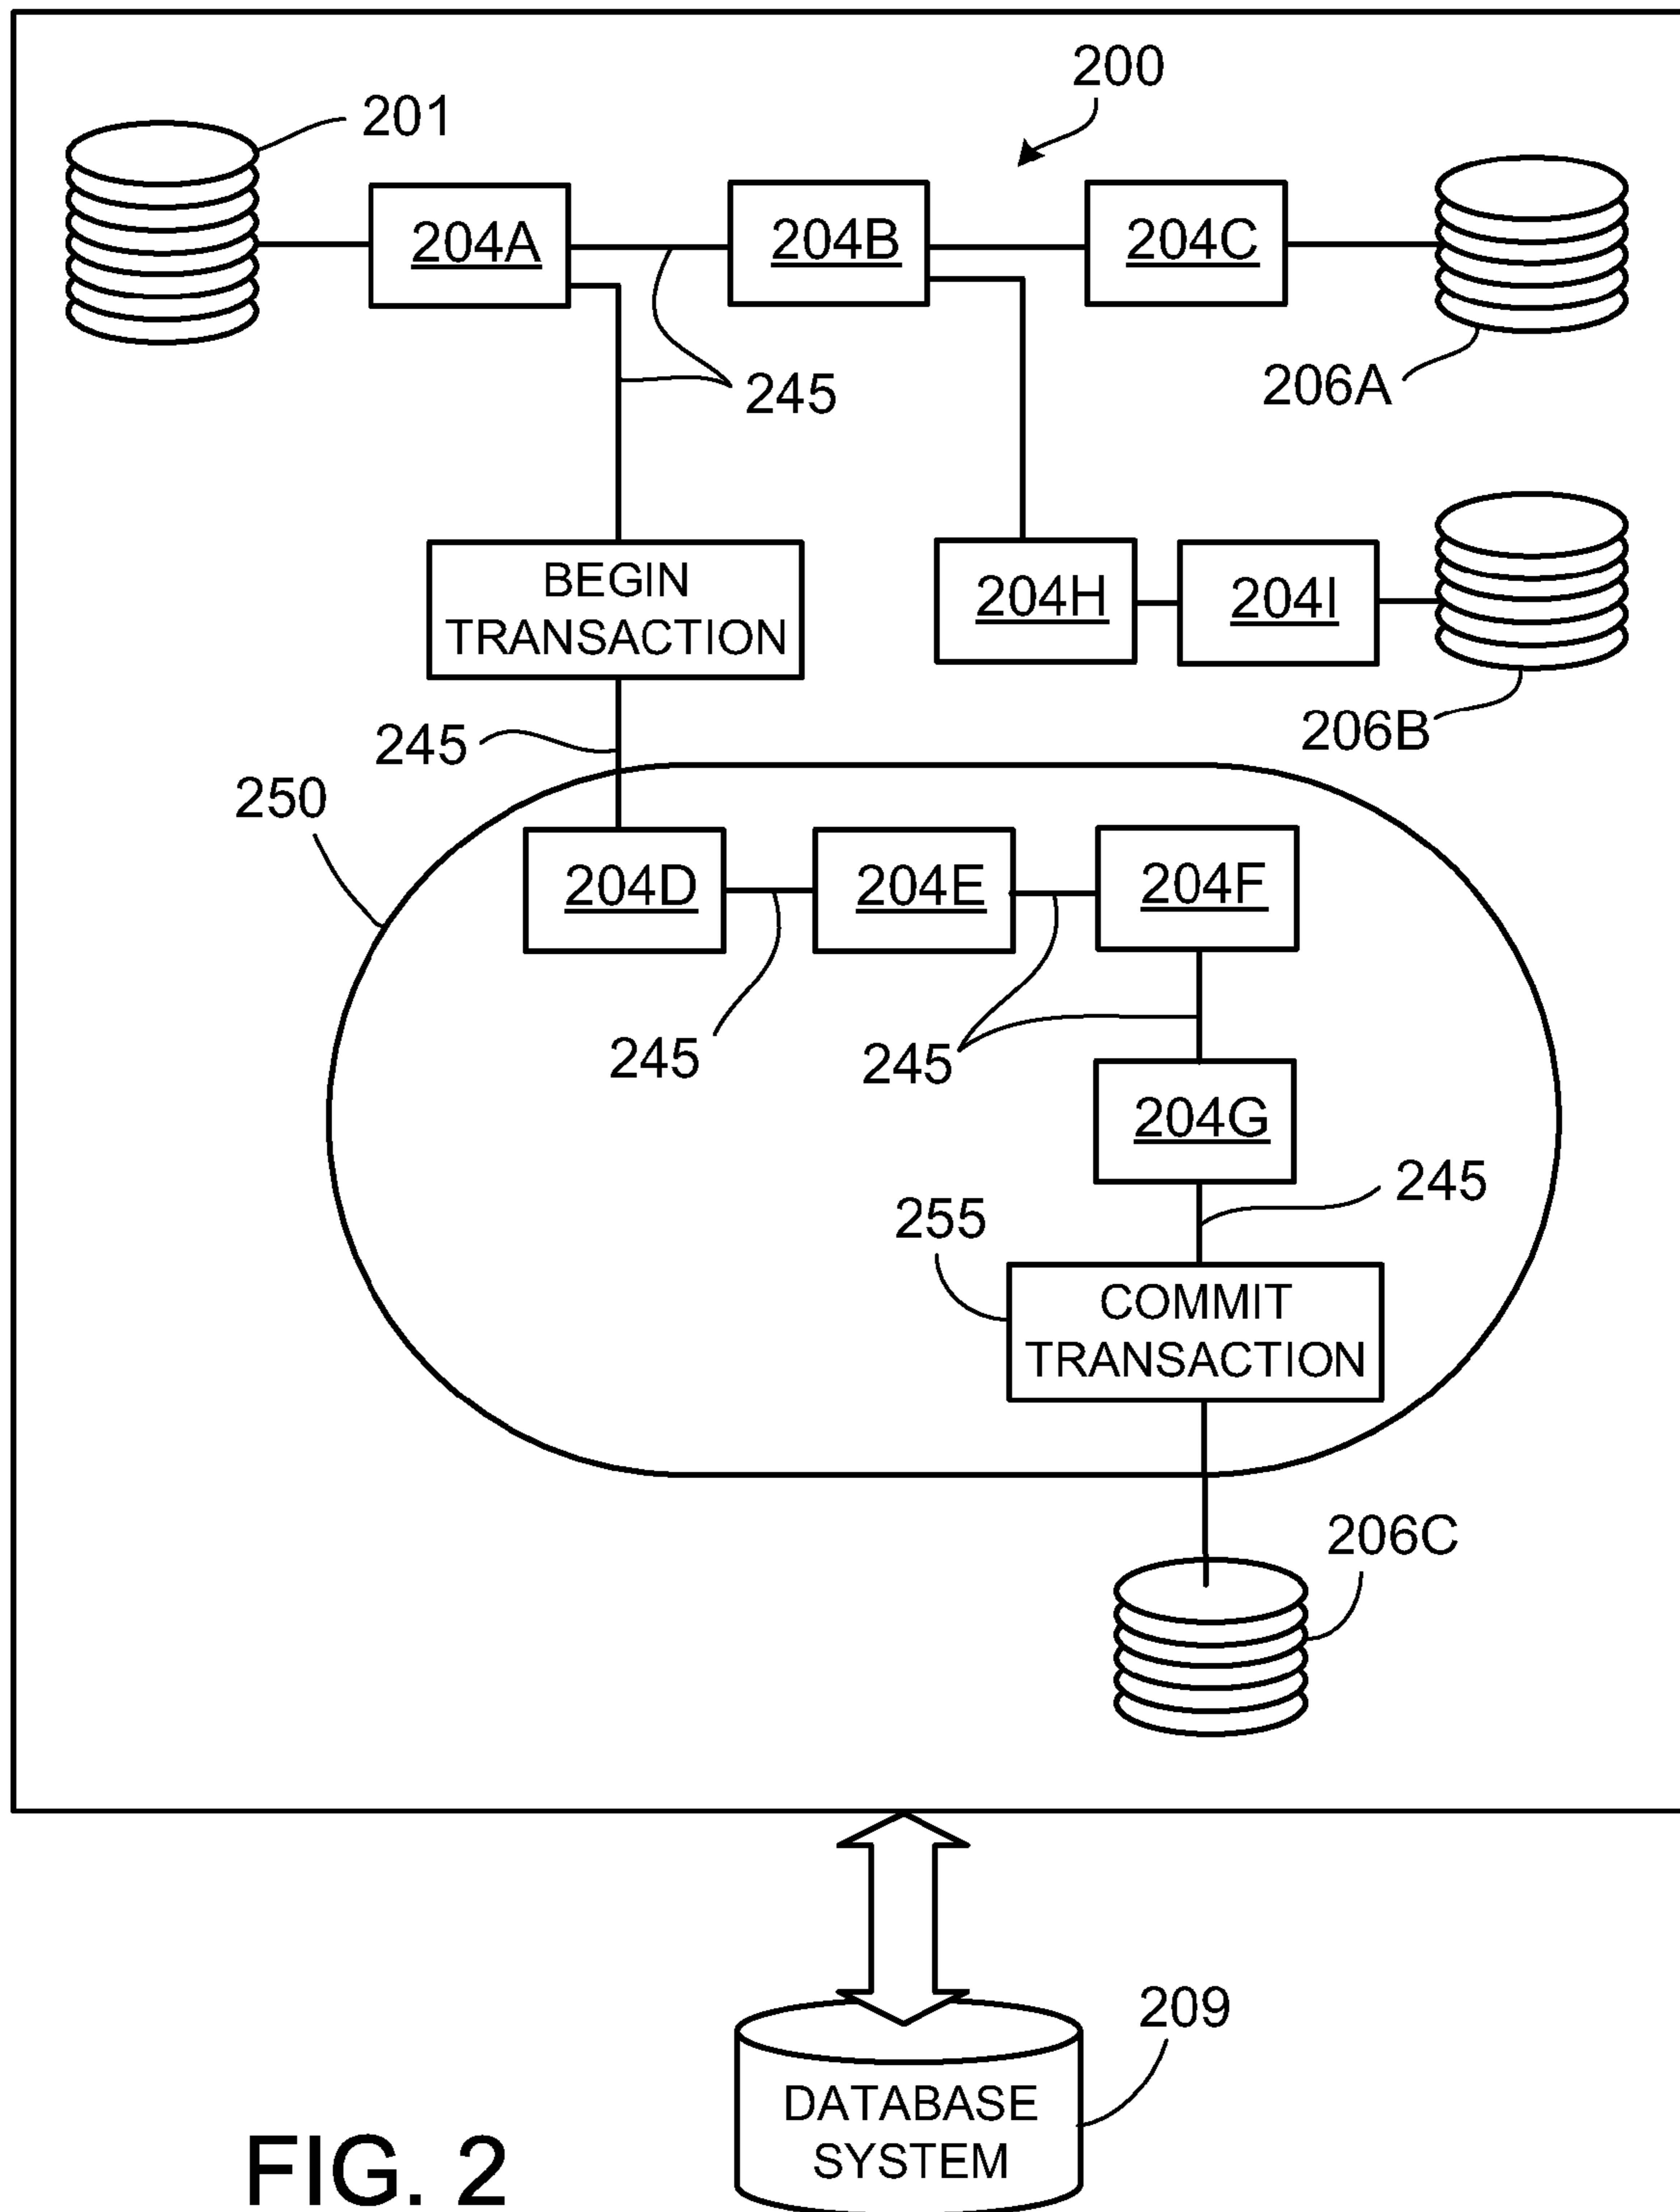 200
201
204A
204B
204C
245
206A
BEGIN
TRANSACTION
204H
204I
245
206B
250
204D
204E
204F
245
245
204G
245
255
COMMIT
TRANSACTION
206C
209
DATABASE
SYSTEM
FIG. 2